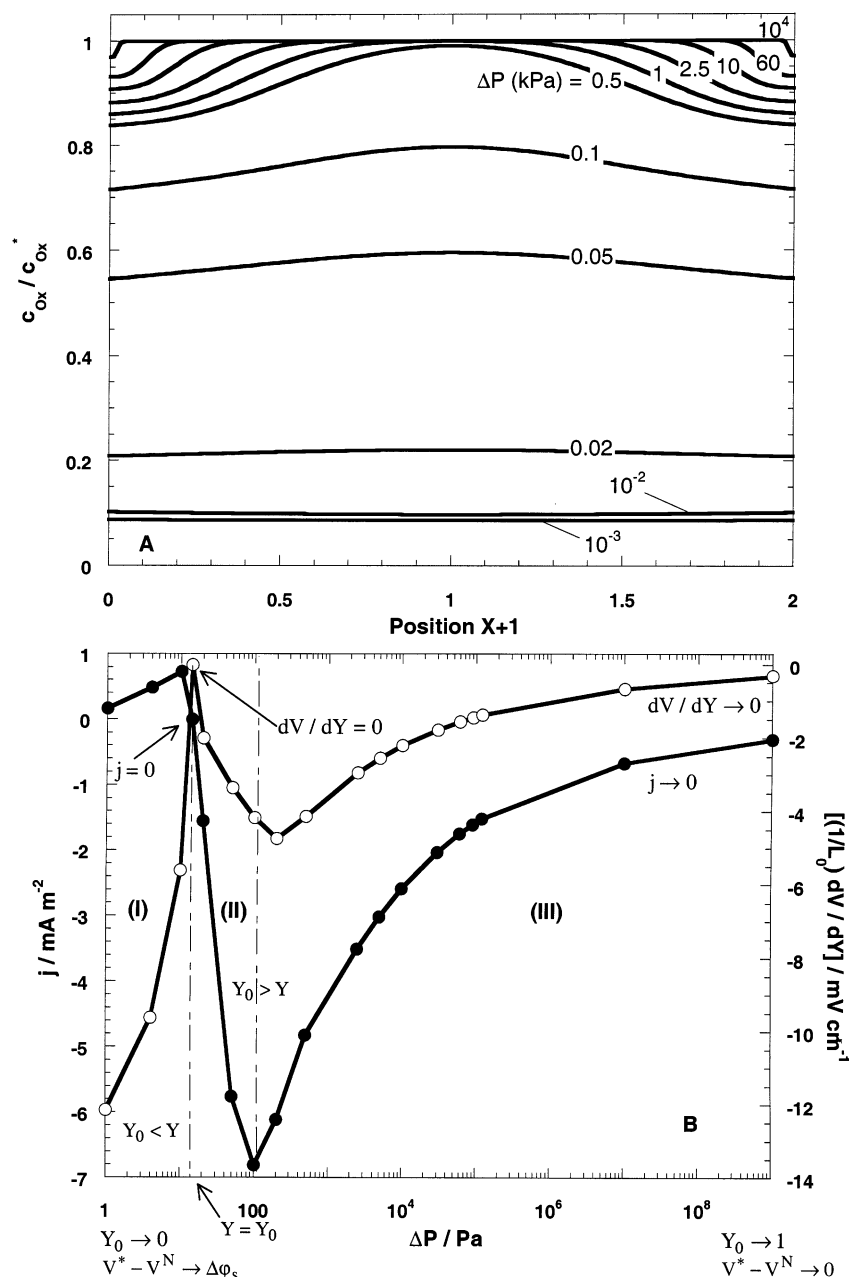 1
0.8
0.6
0.4
0.2
0
c_Ox / c_Ox^*
10^4
60
10
2.5
1
ΔP (kPa) = 0.5
0.1
0.05
0.02
10^-2
10^-3
A
0 0.5 1 1.5 2
Position X+1
1
0
-1
-2
-3
-4
-5
-6
-7
j / mA m^-2
0
-2
-4
-6
-8
-10
-12
-14
[(1/L_0) dV / dY] / mV cm^-1
dV / dY = 0
dV / dY → 0
j = 0
j → 0
(I)
(II)
(III)
Y_0 > Y
Y_0 < Y
B
1 100 10^4 10^6 10^8
Y = Y_0
ΔP / Pa
Y_0 → 0
V^* − V^N → Δφ_s
Y_0 → 1
V^* − V^N → 0